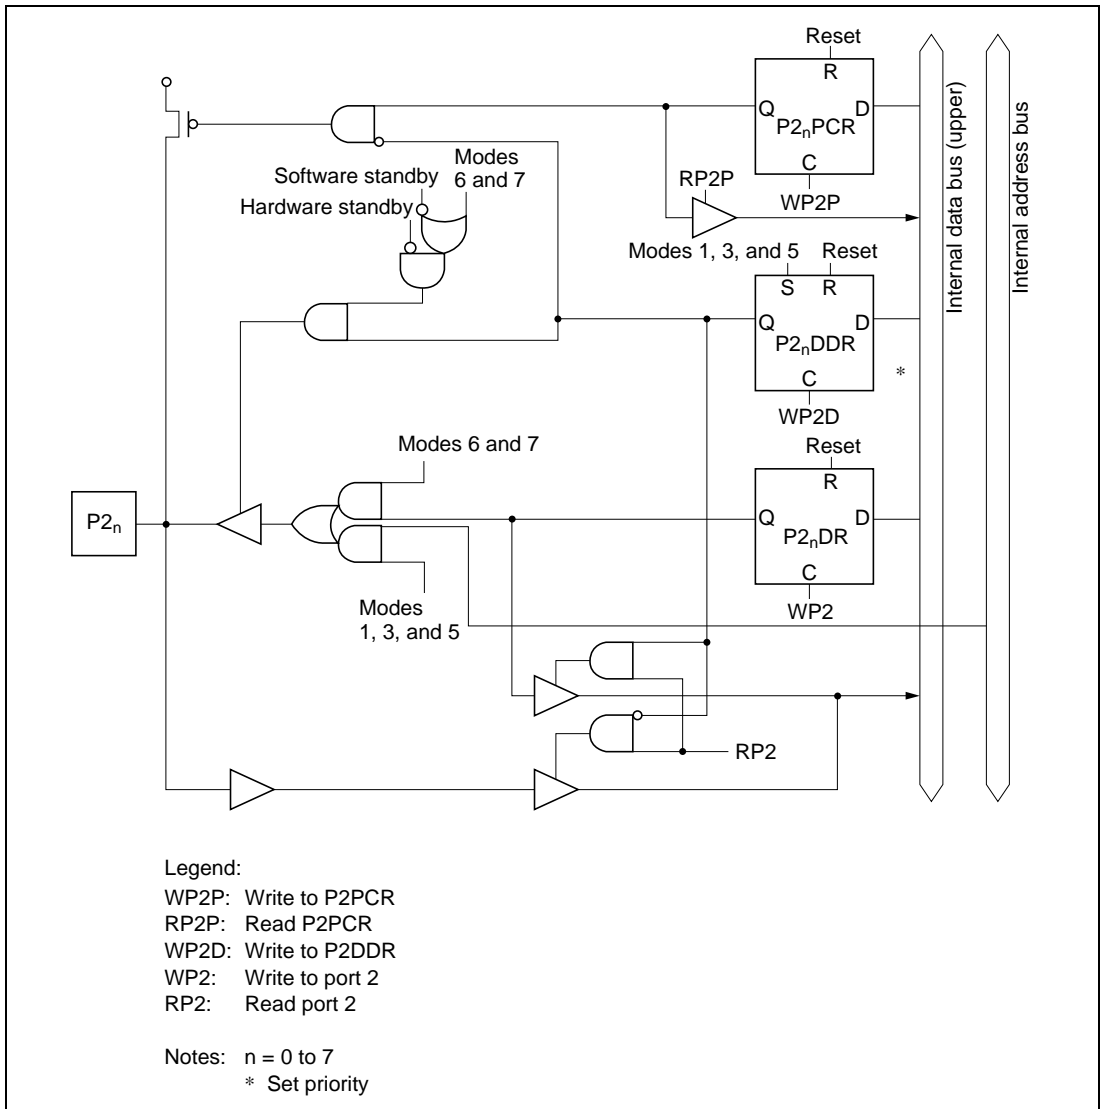 Reset
R
Q
D
P2nPCR
C
WP2P
RP2P
Modes
6 and 7
Software standby
Hardware standby
Modes 1, 3, and 5
Reset
S
R
Q
D
P2nDDR
C
*
WP2D
Modes 6 and 7
Reset
R
Q
D
P2nDR
C
WP2
P2n
Modes
1, 3, and 5
RP2
Internal data bus (upper)
Internal address bus
Legend:
WP2P: Write to P2PCR
RP2P: Read P2PCR
WP2D: Write to P2DDR
WP2: Write to port 2
RP2: Read port 2
Notes: n = 0 to 7
* Set priority